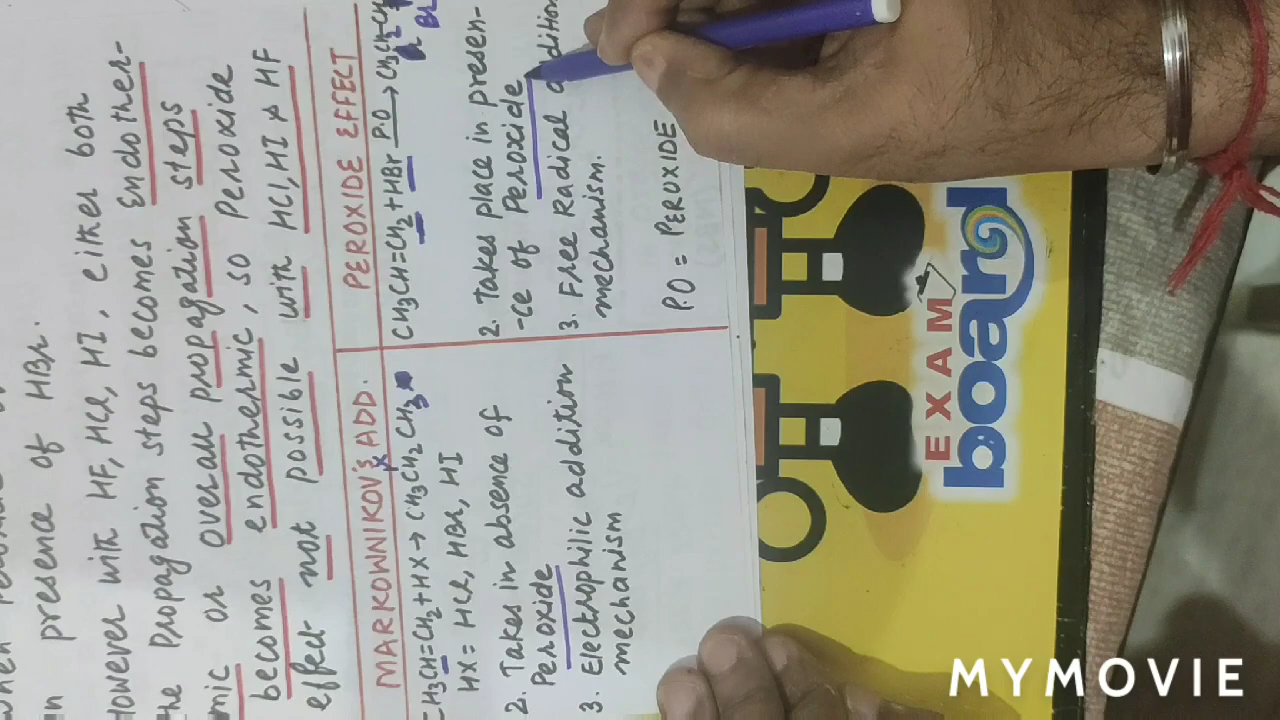 n presence of HBr.
However with HF, HCl, HI, either both
the Propagation steps becomes Endother-
mic or overall propagation steps
becomes endothermic, so Peroxide
effect not possible with HCl, HI & HF
MARKOWNIKOV'S ADD.
CH3CH=CH2+HX→CH3CH2CH3
X
HX = HCl, HBr, HI
2. Takes in absence of
Peroxide
3. Electrophilic addition
mechanism
PEROXIDE EFFECT
CH3CH=CH2+HBr P.O→
Br
2. Takes place in presen-
-ce of Peroxide
3. Free Radical addition
mechanism.
P.O = PEROXIDE
EXAM
board
MYMOVIE